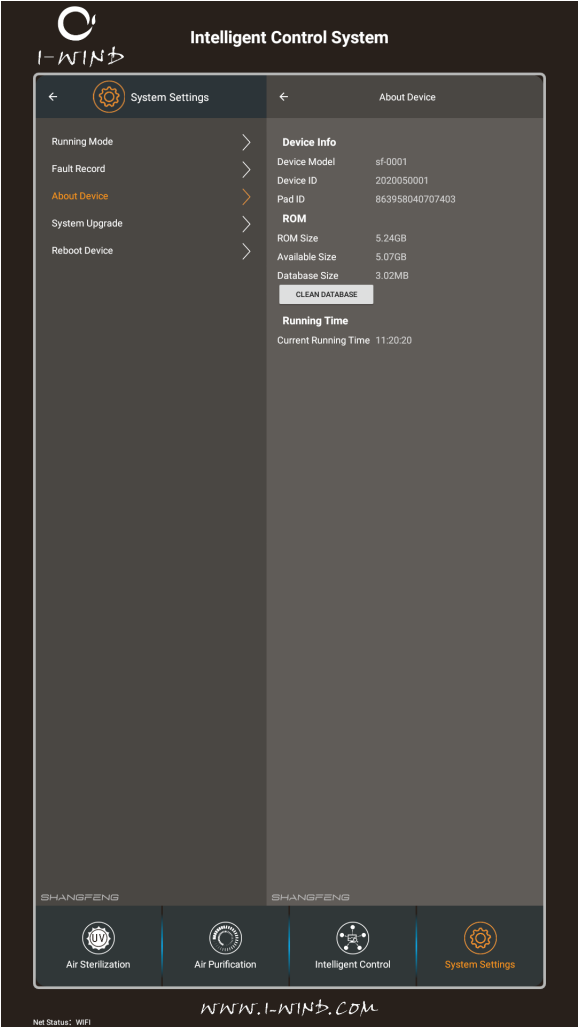 I-WIND
Intelligent Control System
System Settings
Running Mode
Fault Record
About Device
System Upgrade
Reboot Device
About Device
Device Info
Device Model sf-0001
Device ID 2020050001
Pad ID 863958040707403
ROM
ROM Size 5.24GB
Available Size 5.07GB
Database Size 3.02MB
CLEAN DATABASE
Running Time
Current Running Time 11:20:20
SHANGFENG
SHANGFENG
UV
Air Sterilization
Air Purification
Intelligent Control
System Settings
WWW.I-WIND.COM
Net Status: WIFI